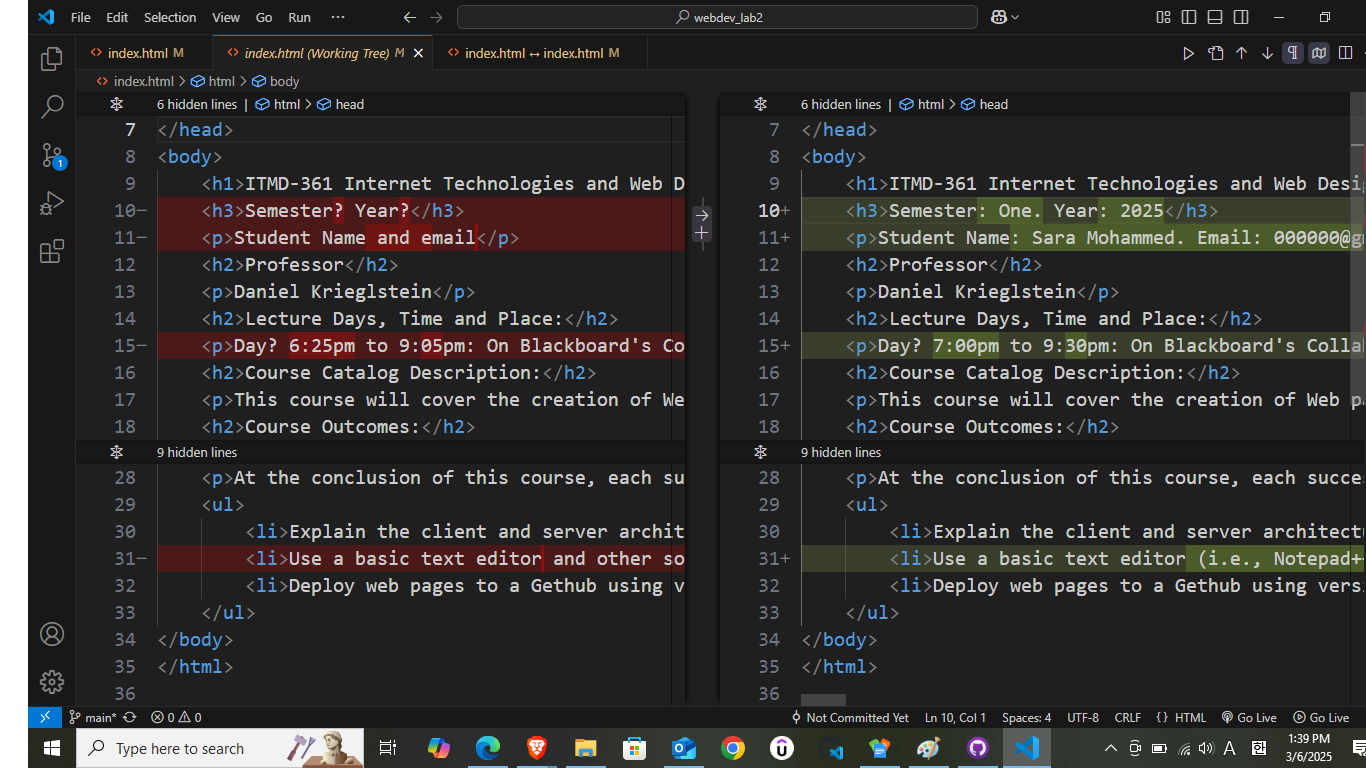 File Edit Selection View Go Run ··· webdev_lab2
index.html M index.html (Working Tree) M index.html ↔ index.html M
index.html > html > body
6 hidden lines | html > head
7 </head>
8 <body>
9 <h1>ITMD-361 Internet Technologies and Web D
10− <h3>Semester? Year?</h3>
11− <p>Student Name and email</p>
12 <h2>Professor</h2>
13 <p>Daniel Krieglstein</p>
14 <h2>Lecture Days, Time and Place:</h2>
15− <p>Day? 6:25pm to 9:05pm: On Blackboard's Co
16 <h2>Course Catalog Description:</h2>
17 <p>This course will cover the creation of We
18 <h2>Course Outcomes:</h2>
9 hidden lines
28 <p>At the conclusion of this course, each su
29 <ul>
30 <li>Explain the client and server archit
31− <li>Use a basic text editor and other so
32 <li>Deploy web pages to a Gethub using v
33 </ul>
34 </body>
35 </html>
36
6 hidden lines | html > head
7 </head>
8 <body>
9 <h1>ITMD-361 Internet Technologies and Web Desi
10+ <h3>Semester: One. Year: 2025</h3>
11+ <p>Student Name: Sara Mohammed. Email: 000000@g
12 <h2>Professor</h2>
13 <p>Daniel Krieglstein</p>
14 <h2>Lecture Days, Time and Place:</h2>
15+ <p>Day? 7:00pm to 9:30pm: On Blackboard's Colla
16 <h2>Course Catalog Description:</h2>
17 <p>This course will cover the creation of Web p
18 <h2>Course Outcomes:</h2>
9 hidden lines
28 <p>At the conclusion of this course, each succe
29 <ul>
30 <li>Explain the client and server architectu
31+ <li>Use a basic text editor (i.e., Notepad+
32 <li>Deploy web pages to a Gethub using versi
33 </ul>
34 </body>
35 </html>
36
1
main* 0 0 Not Committed Yet Ln 10, Col 1 Spaces: 4 UTF-8 CRLF {} HTML Go Live Go Live
Type here to search A 1:39 PM
3/6/2025